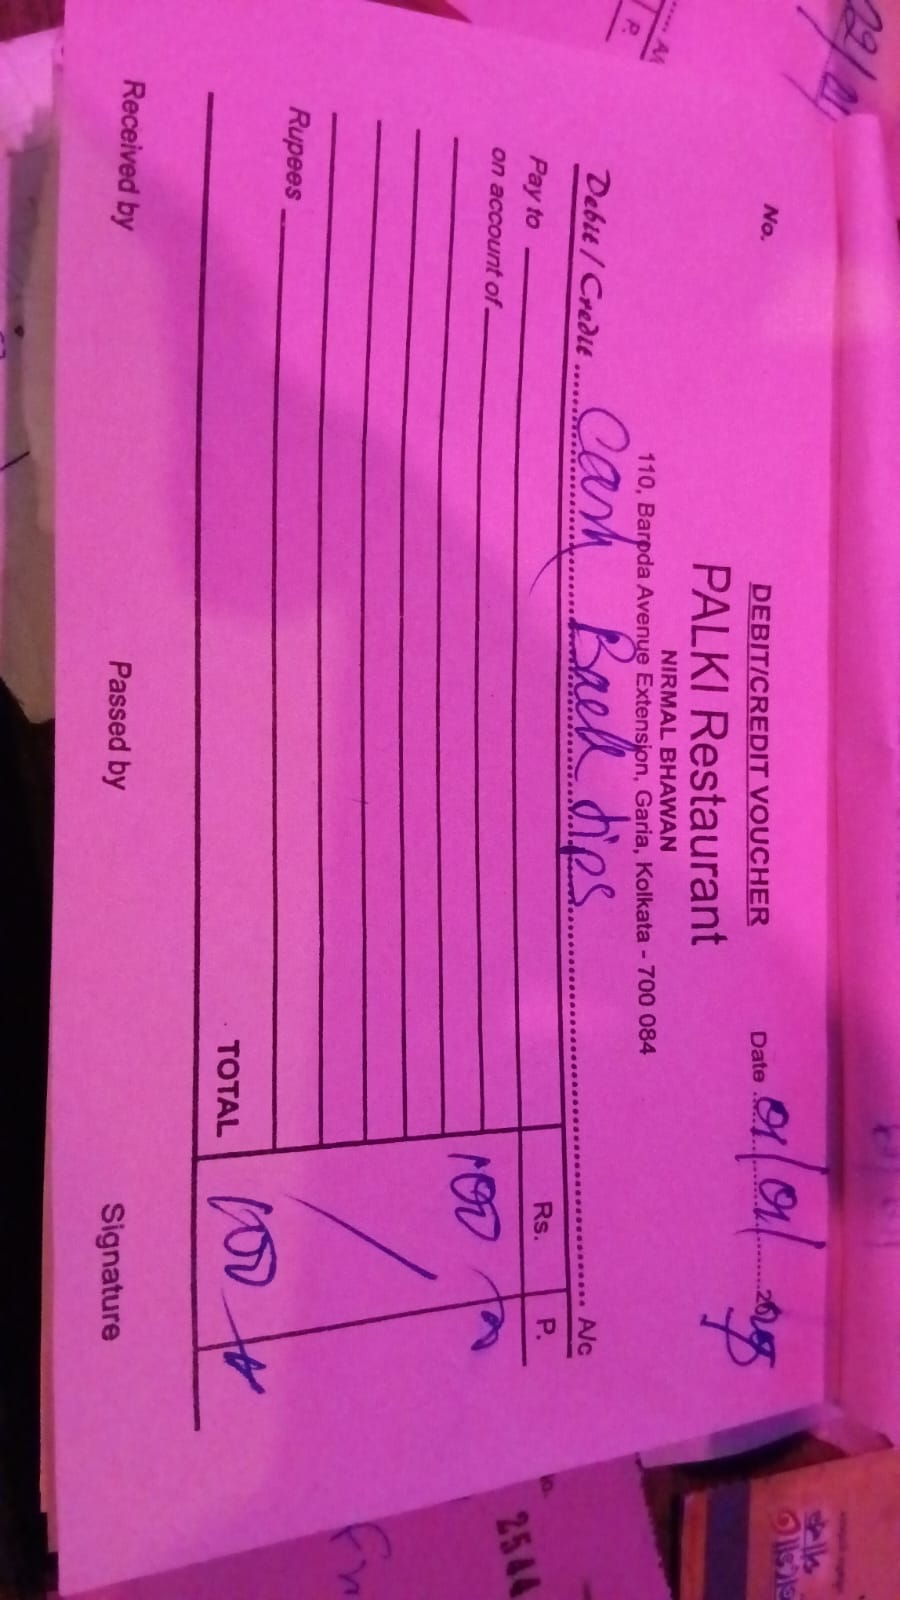 DEBIT/CREDIT VOUCHER
No.
Date 01/01/2025
PALKI Restaurant
NIRMAL BHAWAN
110, Baroda Avenue Extension, Garia, Kolkata - 700 084
Debit / Credit Cash Back tips A/c
Pay to
Rs. P.
on account of
100
Rupees
TOTAL 100
Received by Passed by Signature
2544